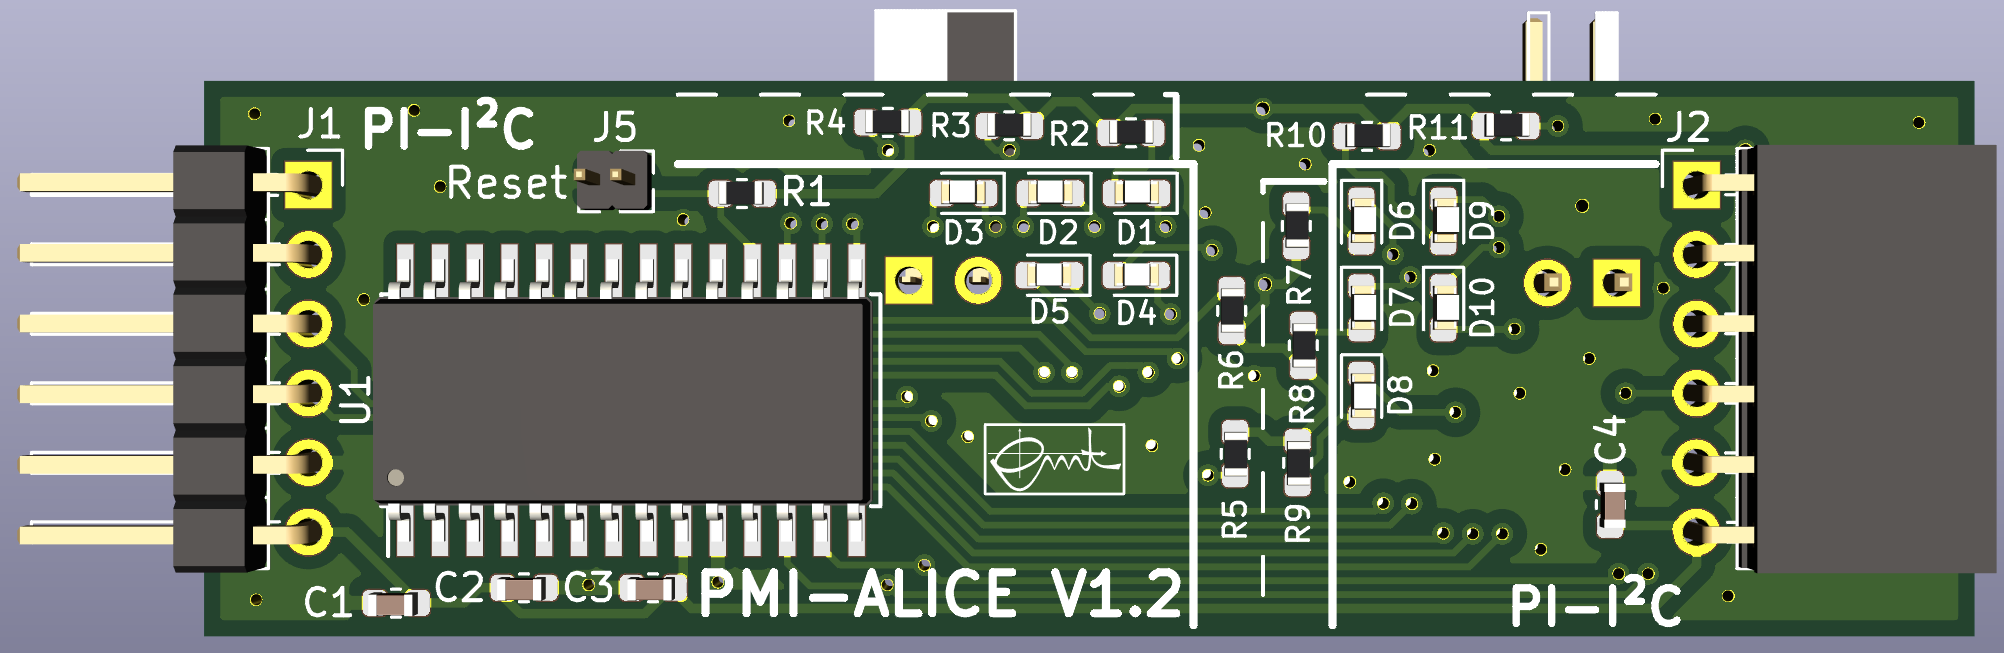 J1
PI-I²C
J5
Reset
R1
R4
R3
R2
R10
R11
J2
D3
D2
D1
D5
D4
D6
D9
D7
D10
D8
R7
R6
R8
R5
R9
U1
C4
C1
C2
C3
PMI-ALICE V1.2
PI-I²C